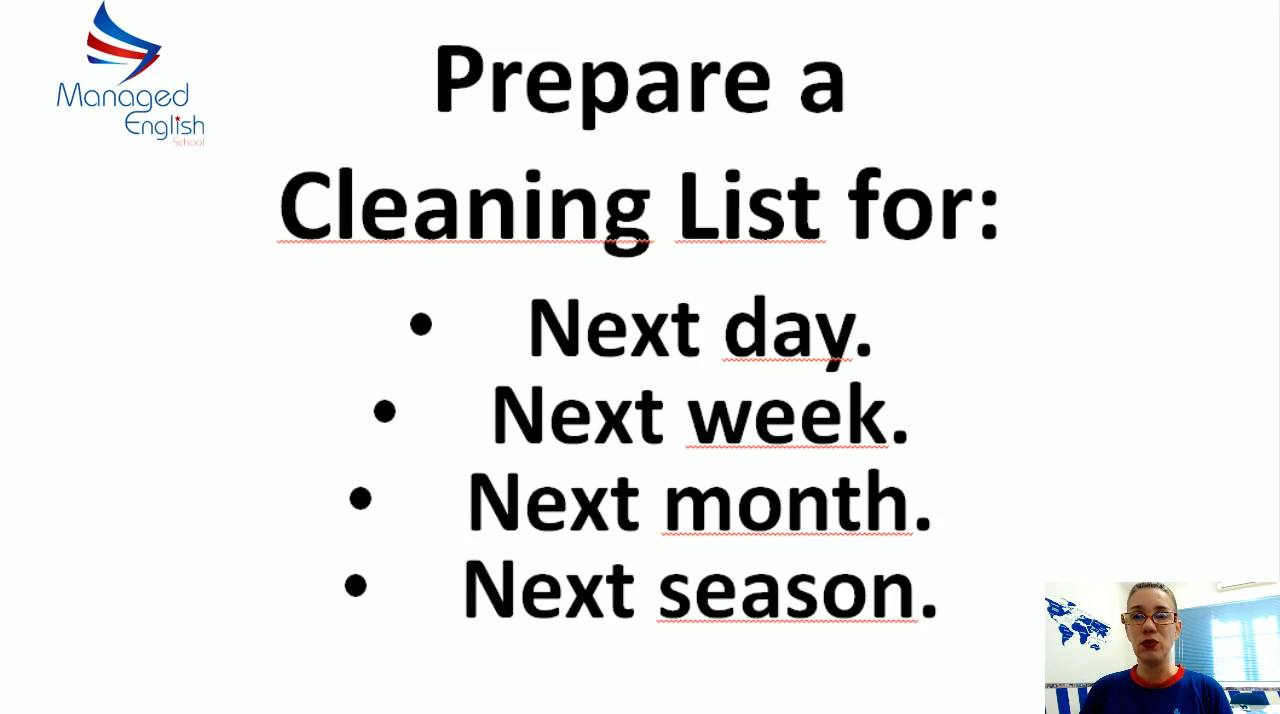 Managed
English
School
Prepare a
Cleaning List for:
• Next day.
• Next week.
• Next month.
• Next season.